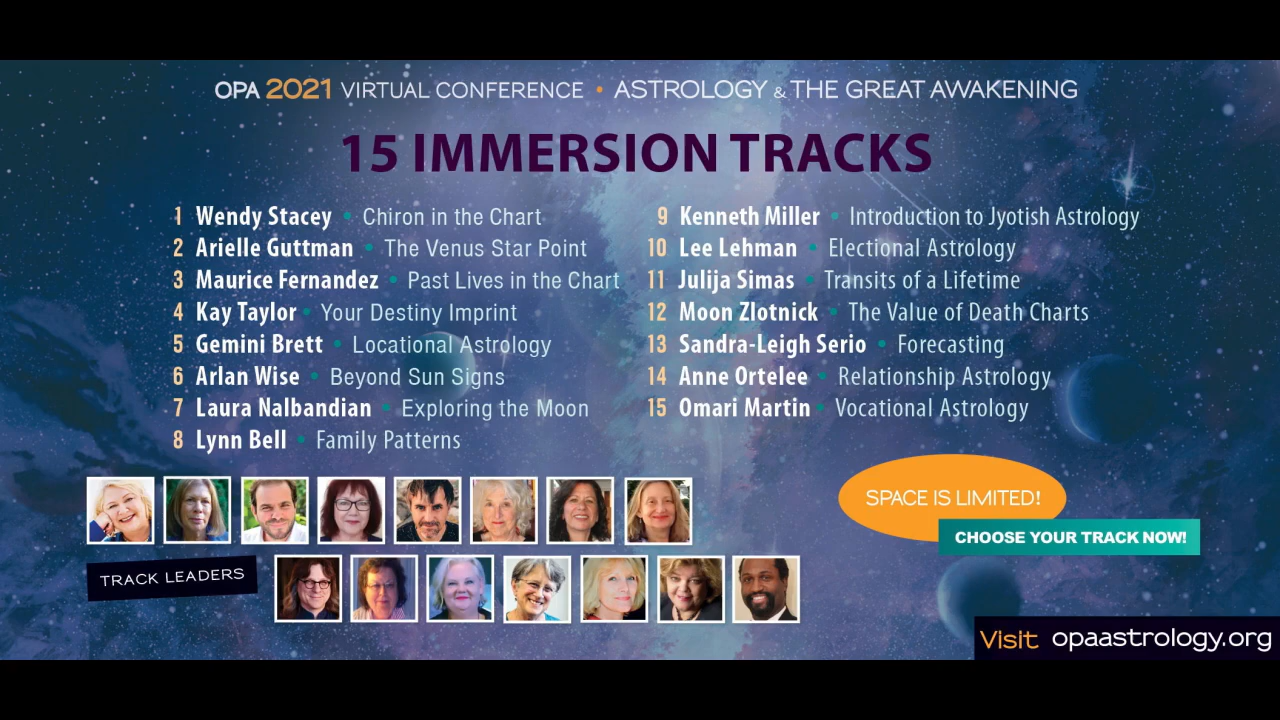 OPA 2021 VIRTUAL CONFERENCE • ASTROLOGY & THE GREAT AWAKENING
15 IMMERSION TRACKS
1 Wendy Stacey • Chiron in the Chart
2 Arielle Guttman • The Venus Star Point
3 Maurice Fernandez • Past Lives in the Chart
4 Kay Taylor • Your Destiny Imprint
5 Gemini Brett • Locational Astrology
6 Arlan Wise • Beyond Sun Signs
7 Laura Nalbandian • Exploring the Moon
8 Lynn Bell • Family Patterns
9 Kenneth Miller • Introduction to Jyotish Astrology
10 Lee Lehman • Electional Astrology
11 Julija Simas • Transits of a Lifetime
12 Moon Zlotnick • The Value of Death Charts
13 Sandra-Leigh Serio • Forecasting
14 Anne Ortelee • Relationship Astrology
15 Omari Martin • Vocational Astrology
SPACE IS LIMITED!
CHOOSE YOUR TRACK NOW!
TRACK LEADERS
Visit opaastrology.org